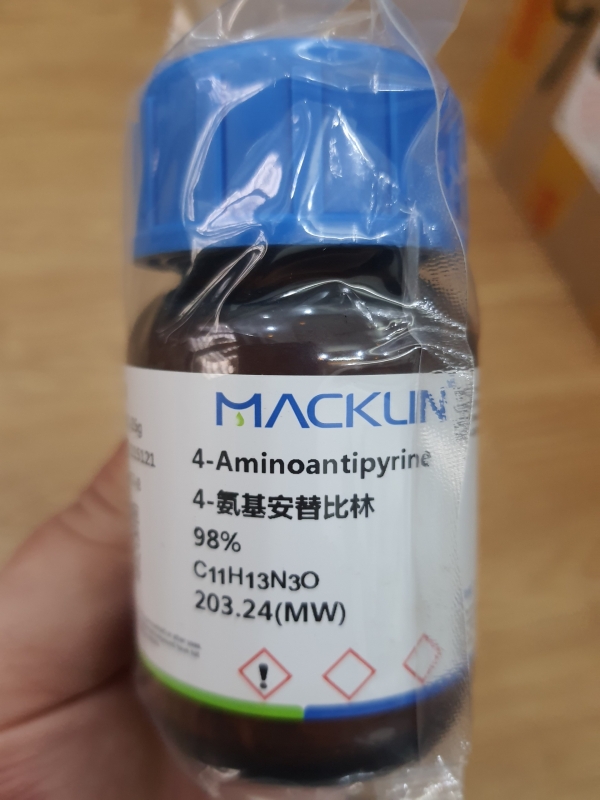 MACKLIN
4-Aminoantipyrine
4-氨基安替比林
98%
C11H13N3O
203.24(MW)